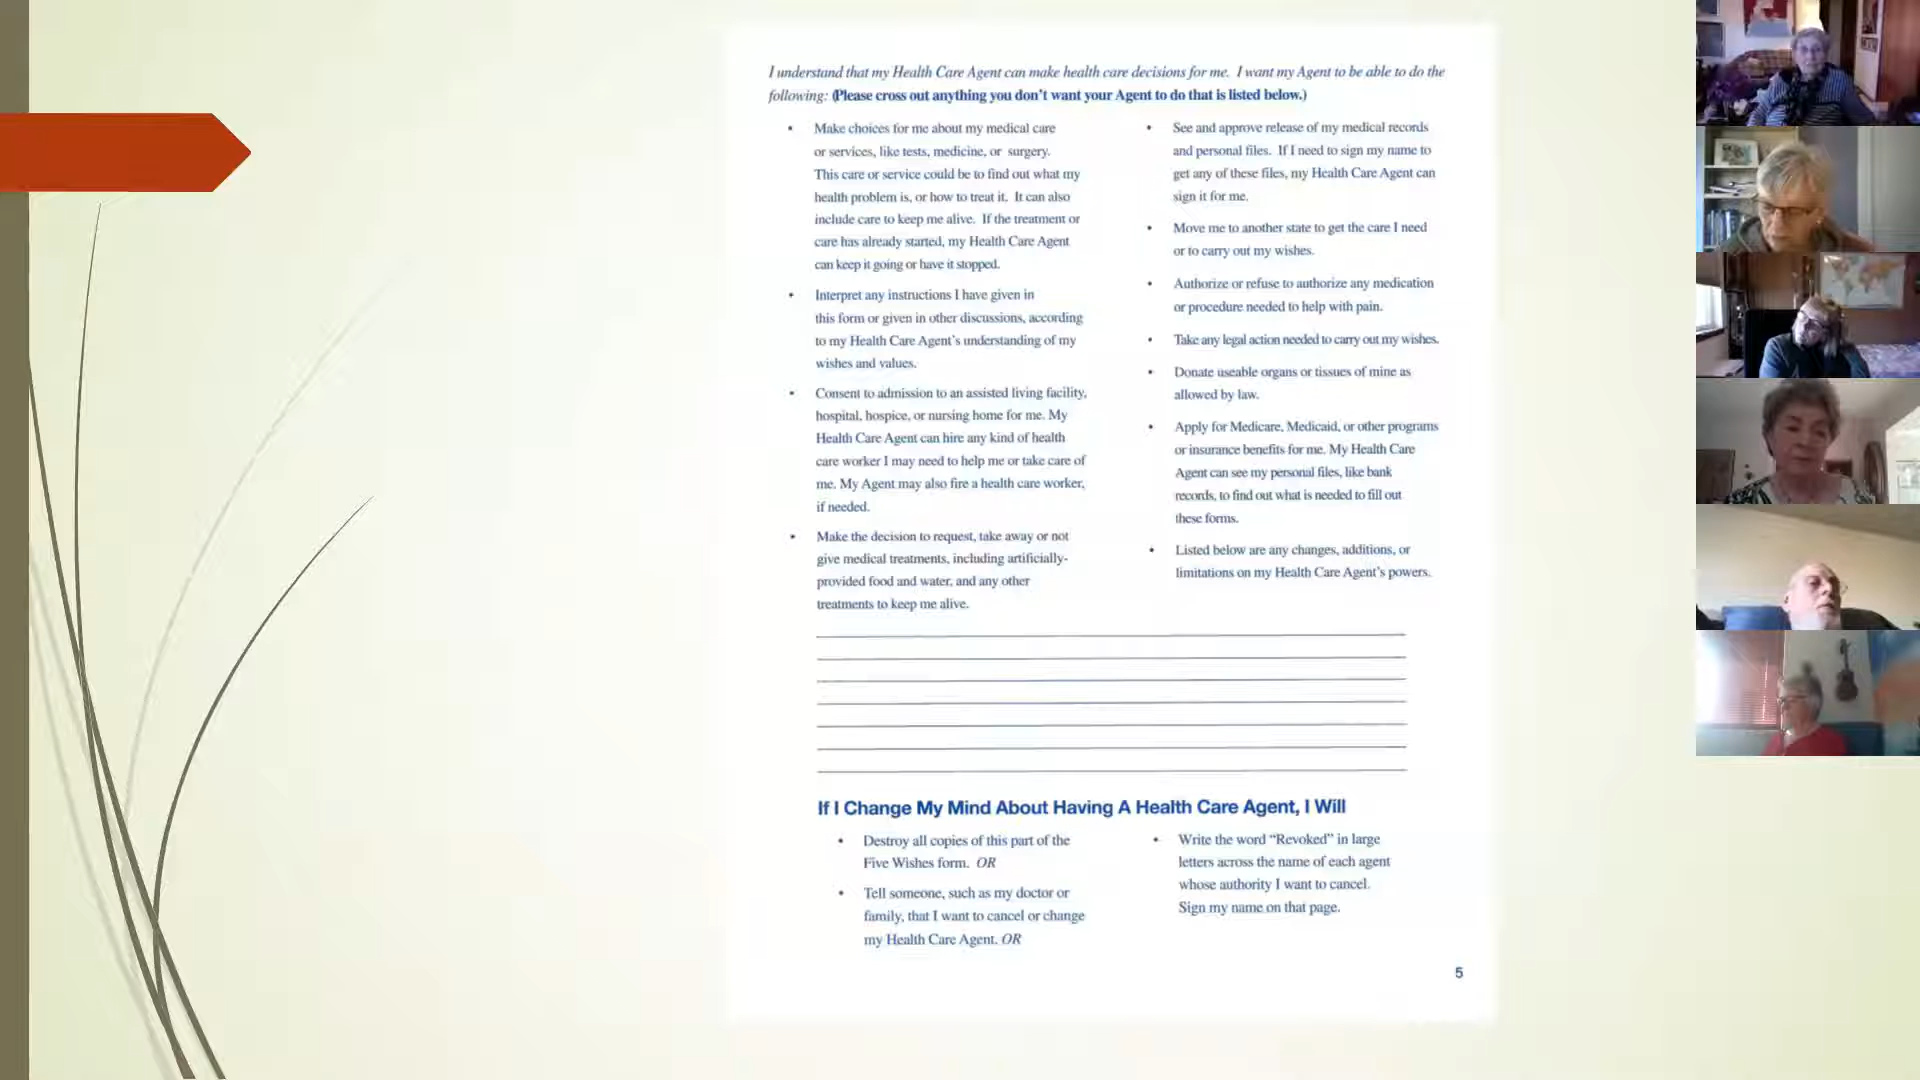 I understand that my Health Care Agent can make health care decisions for me. I want my Agent to be able to do the
following: (Please cross out anything you don't want your Agent to do that is listed below.)
• Make choices for me about my medical care
or services, like tests, medicine, or surgery.
This care or service could be to find out what my
health problem is, or how to treat it. It can also
include care to keep me alive. If the treatment or
care has already started, my Health Care Agent
can keep it going or have it stopped.
• Interpret any instructions I have given in
this form or given in other discussions, according
to my Health Care Agent's understanding of my
wishes and values.
• Consent to admission to an assisted living facility,
hospital, hospice, or nursing home for me. My
Health Care Agent can hire any kind of health
care worker I may need to help me or take care of
me. My Agent may also fire a health care worker,
if needed.
• Make the decision to request, take away or not
give medical treatments, including artificially-
provided food and water, and any other
treatments to keep me alive.
• See and approve release of my medical records
and personal files. If I need to sign my name to
get any of these files, my Health Care Agent can
sign it for me.
• Move me to another state to get the care I need
or to carry out my wishes.
• Authorize or refuse to authorize any medication
or procedure needed to help with pain.
• Take any legal action needed to carry out my wishes.
• Donate useable organs or tissues of mine as
allowed by law.
• Apply for Medicare, Medicaid, or other programs
or insurance benefits for me. My Health Care
Agent can see my personal files, like bank
records, to find out what is needed to fill out
these forms.
• Listed below are any changes, additions, or
limitations on my Health Care Agent's powers.
If I Change My Mind About Having A Health Care Agent, I Will
• Destroy all copies of this part of the
Five Wishes form. OR
• Tell someone, such as my doctor or
family, that I want to cancel or change
my Health Care Agent. OR
• Write the word “Revoked” in large
letters across the name of each agent
whose authority I want to cancel.
Sign my name on that page.
5